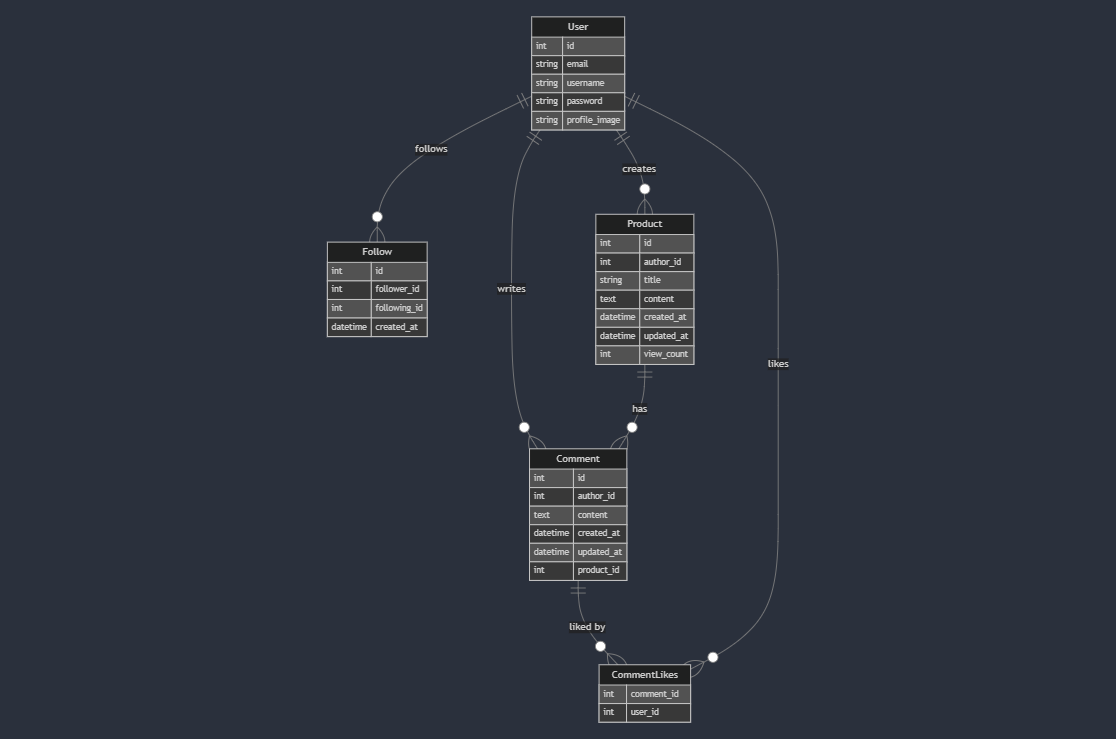 User
int id
string email
string username
string password
string profile_image
follows
creates
Product
int id
int author_id
string title
text content
datetime created_at
datetime updated_at
int view_count
Follow
int id
int follower_id
int following_id
datetime created_at
writes
likes
has
Comment
int id
int author_id
text content
datetime created_at
datetime updated_at
int product_id
liked by
CommentLikes
int comment_id
int user_id